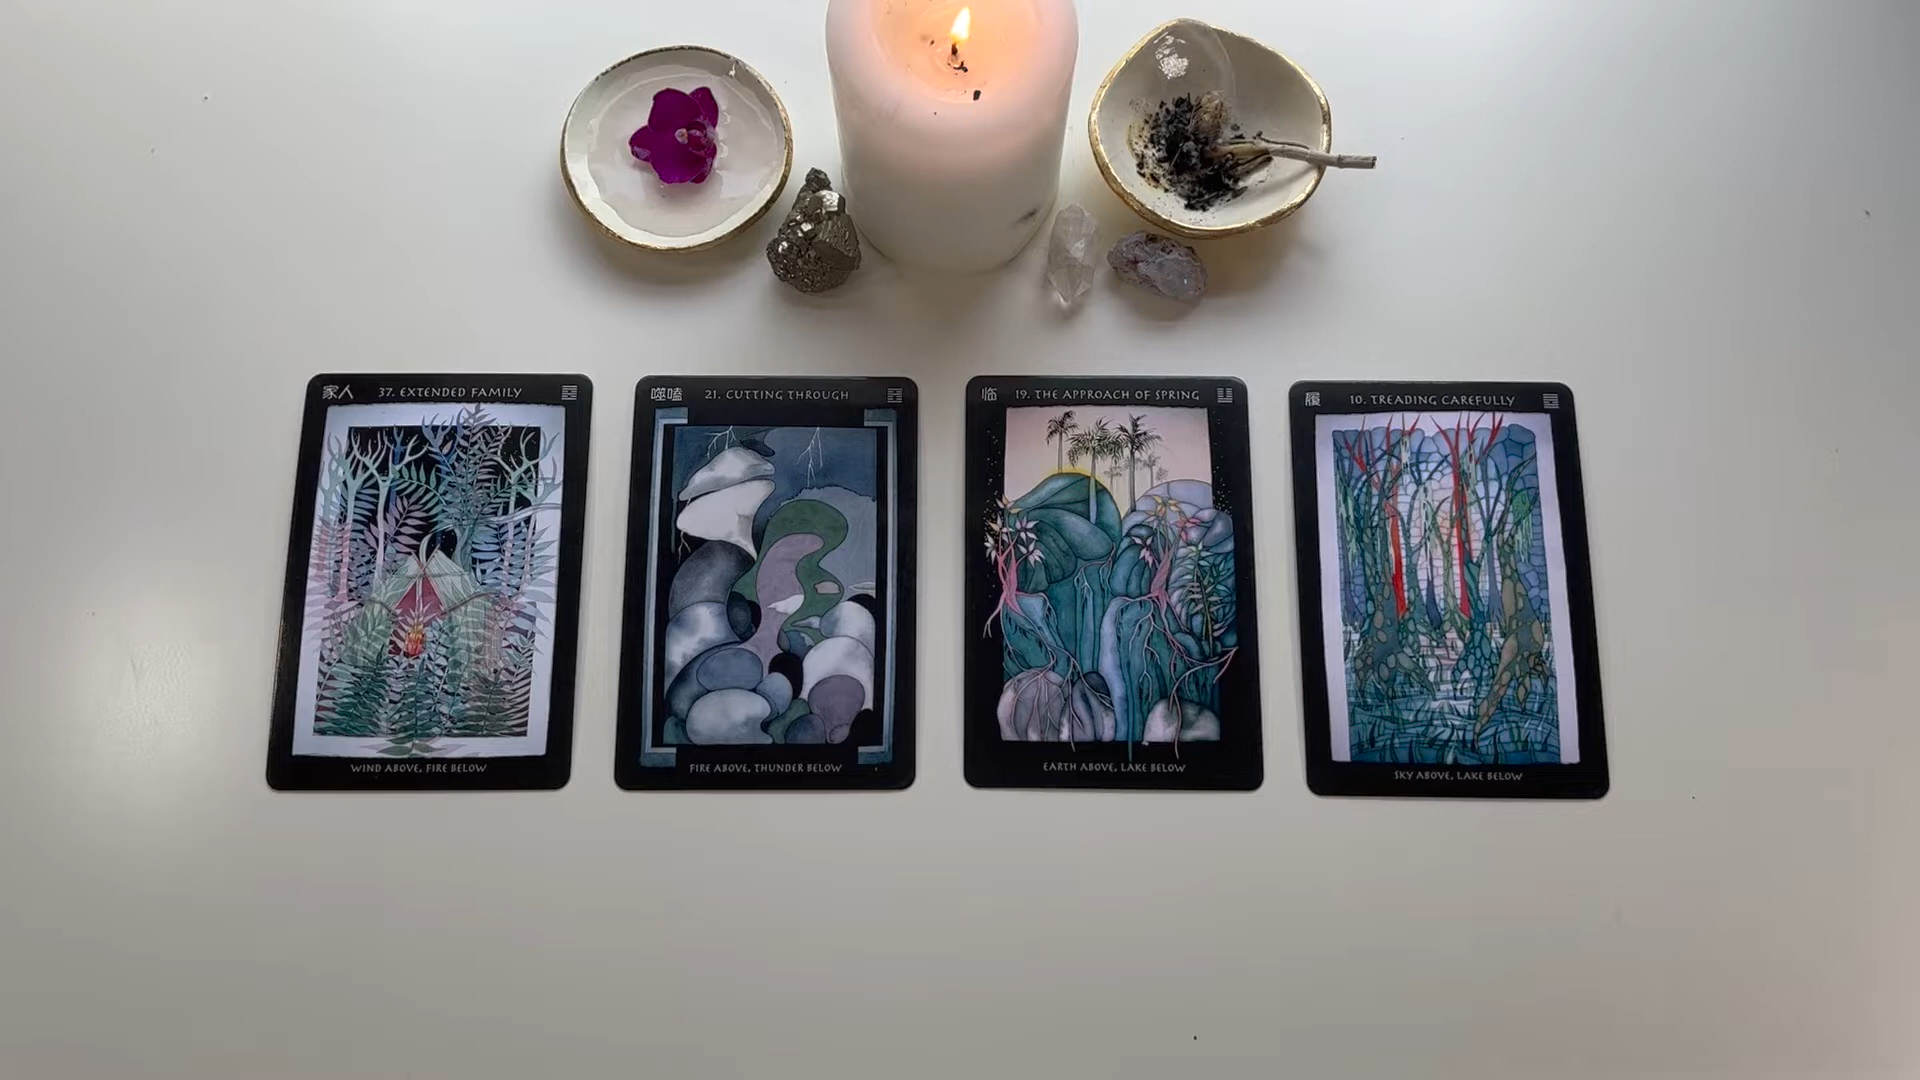 家人 37. EXTENDED FAMILY
WIND ABOVE, FIRE BELOW
噬嗑 21. CUTTING THROUGH
FIRE ABOVE, THUNDER BELOW
临 19. THE APPROACH OF SPRING
EARTH ABOVE, LAKE BELOW
履 10. TREADING CAREFULLY
SKY ABOVE, LAKE BELOW